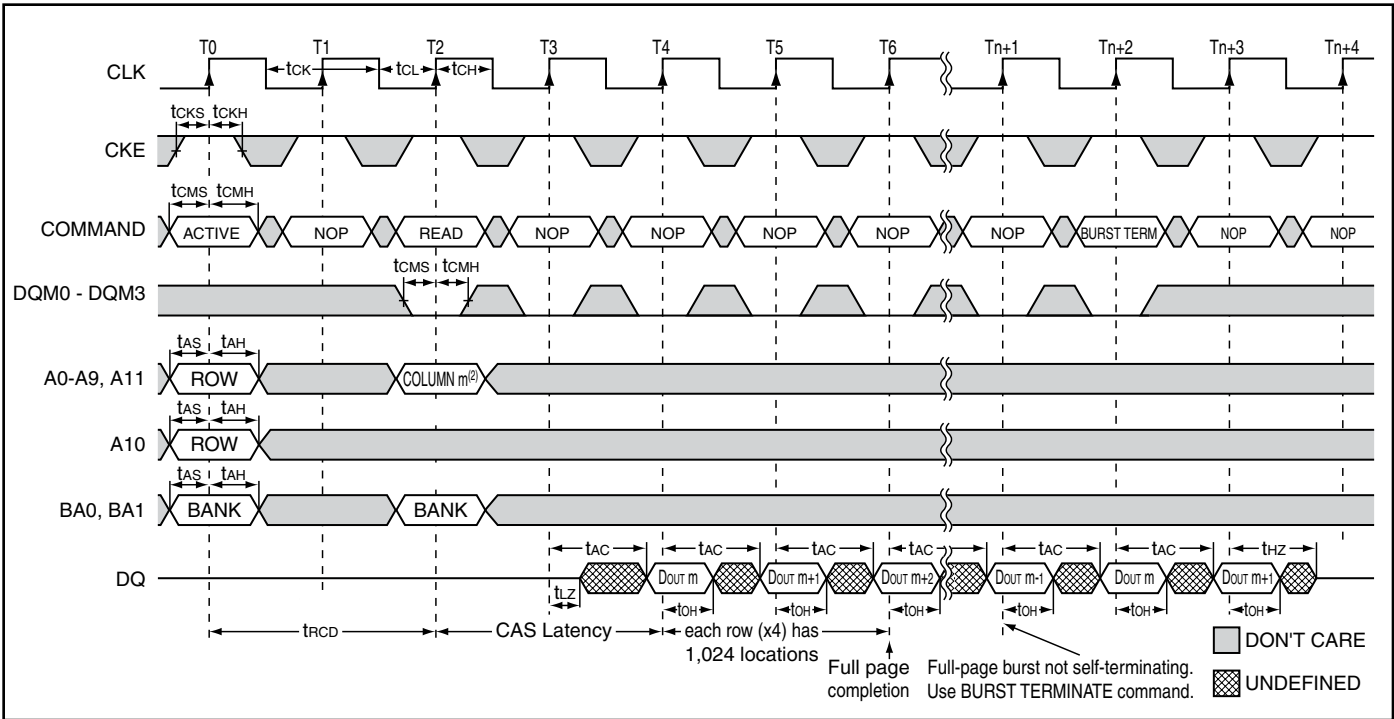 T0 T1 T2 T3 T4 T5 T6 Tn+1 Tn+2 Tn+3 Tn+4
CLK tCK tCL tCH
tCKS tCKH
CKE
tCMS tCMH
COMMAND ACTIVE NOP READ NOP NOP NOP NOP NOP BURST TERM NOP NOP
tCMS tCMH
DQM0 - DQM3
tAS tAH
A0-A9, A11 ROW COLUMN m(2)
tAS tAH
A10 ROW
tAS tAH
BA0, BA1 BANK BANK
tAC tAC tAC tAC tAC tAC tHZ
DQ DOUT m DOUT m+1 DOUT m+2 DOUT m-1 DOUT m DOUT m+1
tLZ tOH tOH tOH tOH tOH tOH
tRCD CAS Latency each row (x4) has
1,024 locations
Full page
completion
Full-page burst not self-terminating.
Use BURST TERMINATE command.
DON'T CARE
UNDEFINED